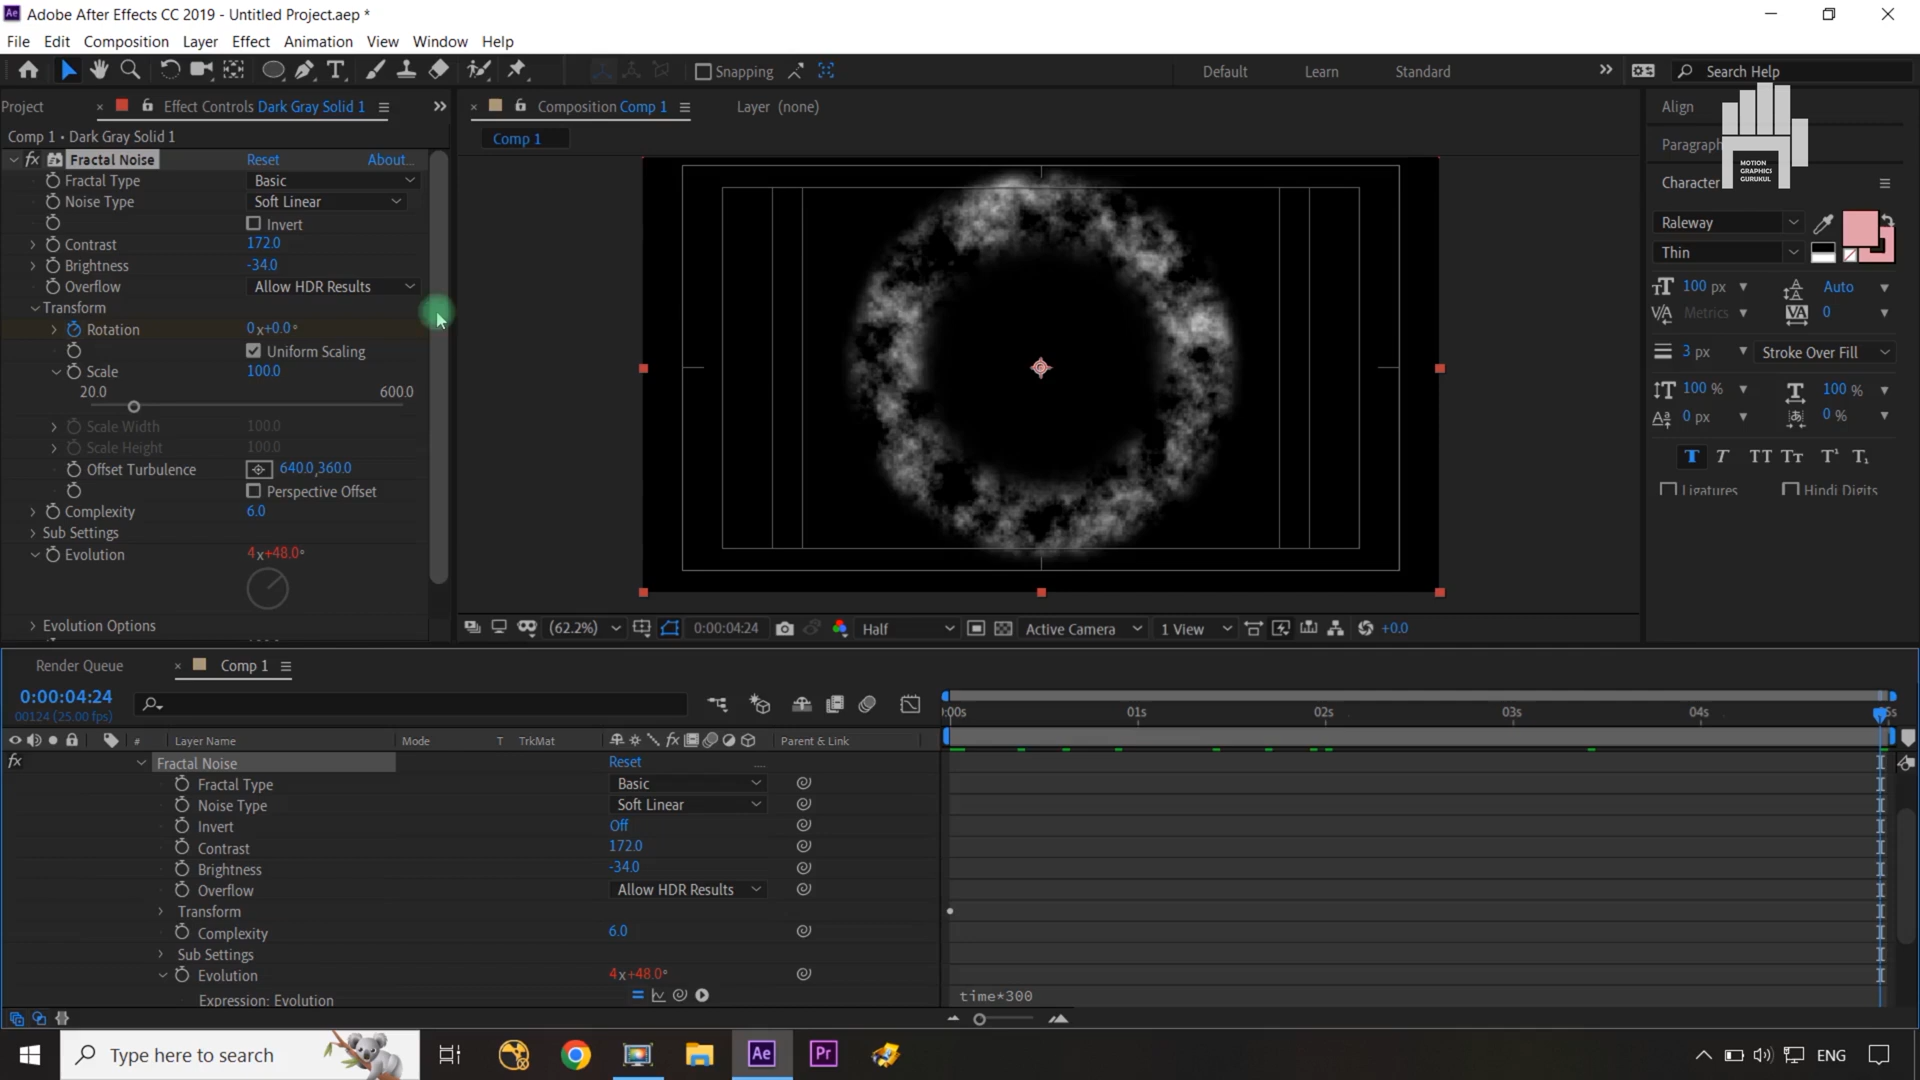 Adobe After Effects CC 2019 - Untitled Project.aep *
File Edit Composition Layer Effect Animation View Window Help
Snapping
Default Learn Standard
Search Help
Project
Effect Controls Dark Gray Solid 1
Composition Comp 1
Layer (none)
Align
Comp 1 • Dark Gray Solid 1
Comp 1
Paragraph
MOTION
GRAPHICS
GURUKUL
fx Fractal Noise Reset About...
Fractal Type Basic
Noise Type Soft Linear
Invert
Contrast 172.0
Brightness -34.0
Overflow Allow HDR Results
Transform
Rotation 0x+0.0°
Uniform Scaling
Scale 100.0
20.0 600.0
Scale Width 100.0
Scale Height 100.0
Offset Turbulence 640.0,360.0
Perspective Offset
Complexity 6.0
Sub Settings
Evolution 4x+48.0°
Evolution Options
Character
Raleway
Thin
100 px Auto
Metrics 0
3 px Stroke Over Fill
100 % 100 %
0 px 0 %
T T TT Tt T¹ T₁
Ligatures Hindi Digits
(62.2%) 0:00:04:24 Half Active Camera 1 View +0.0
Render Queue Comp 1
0:00:04:24
00124 (25.00 fps)
:00s 01s 02s 03s 04s
# Layer Name Mode T TrkMat fx Parent & Link
fx Fractal Noise Reset ....
Fractal Type Basic
Noise Type Soft Linear
Invert Off
Contrast 172.0
Brightness -34.0
Overflow Allow HDR Results
Transform
Complexity 6.0
Sub Settings
Evolution 4x+48.0°
Expression: Evolution time*300
Type here to search
Ae Pr
ENG